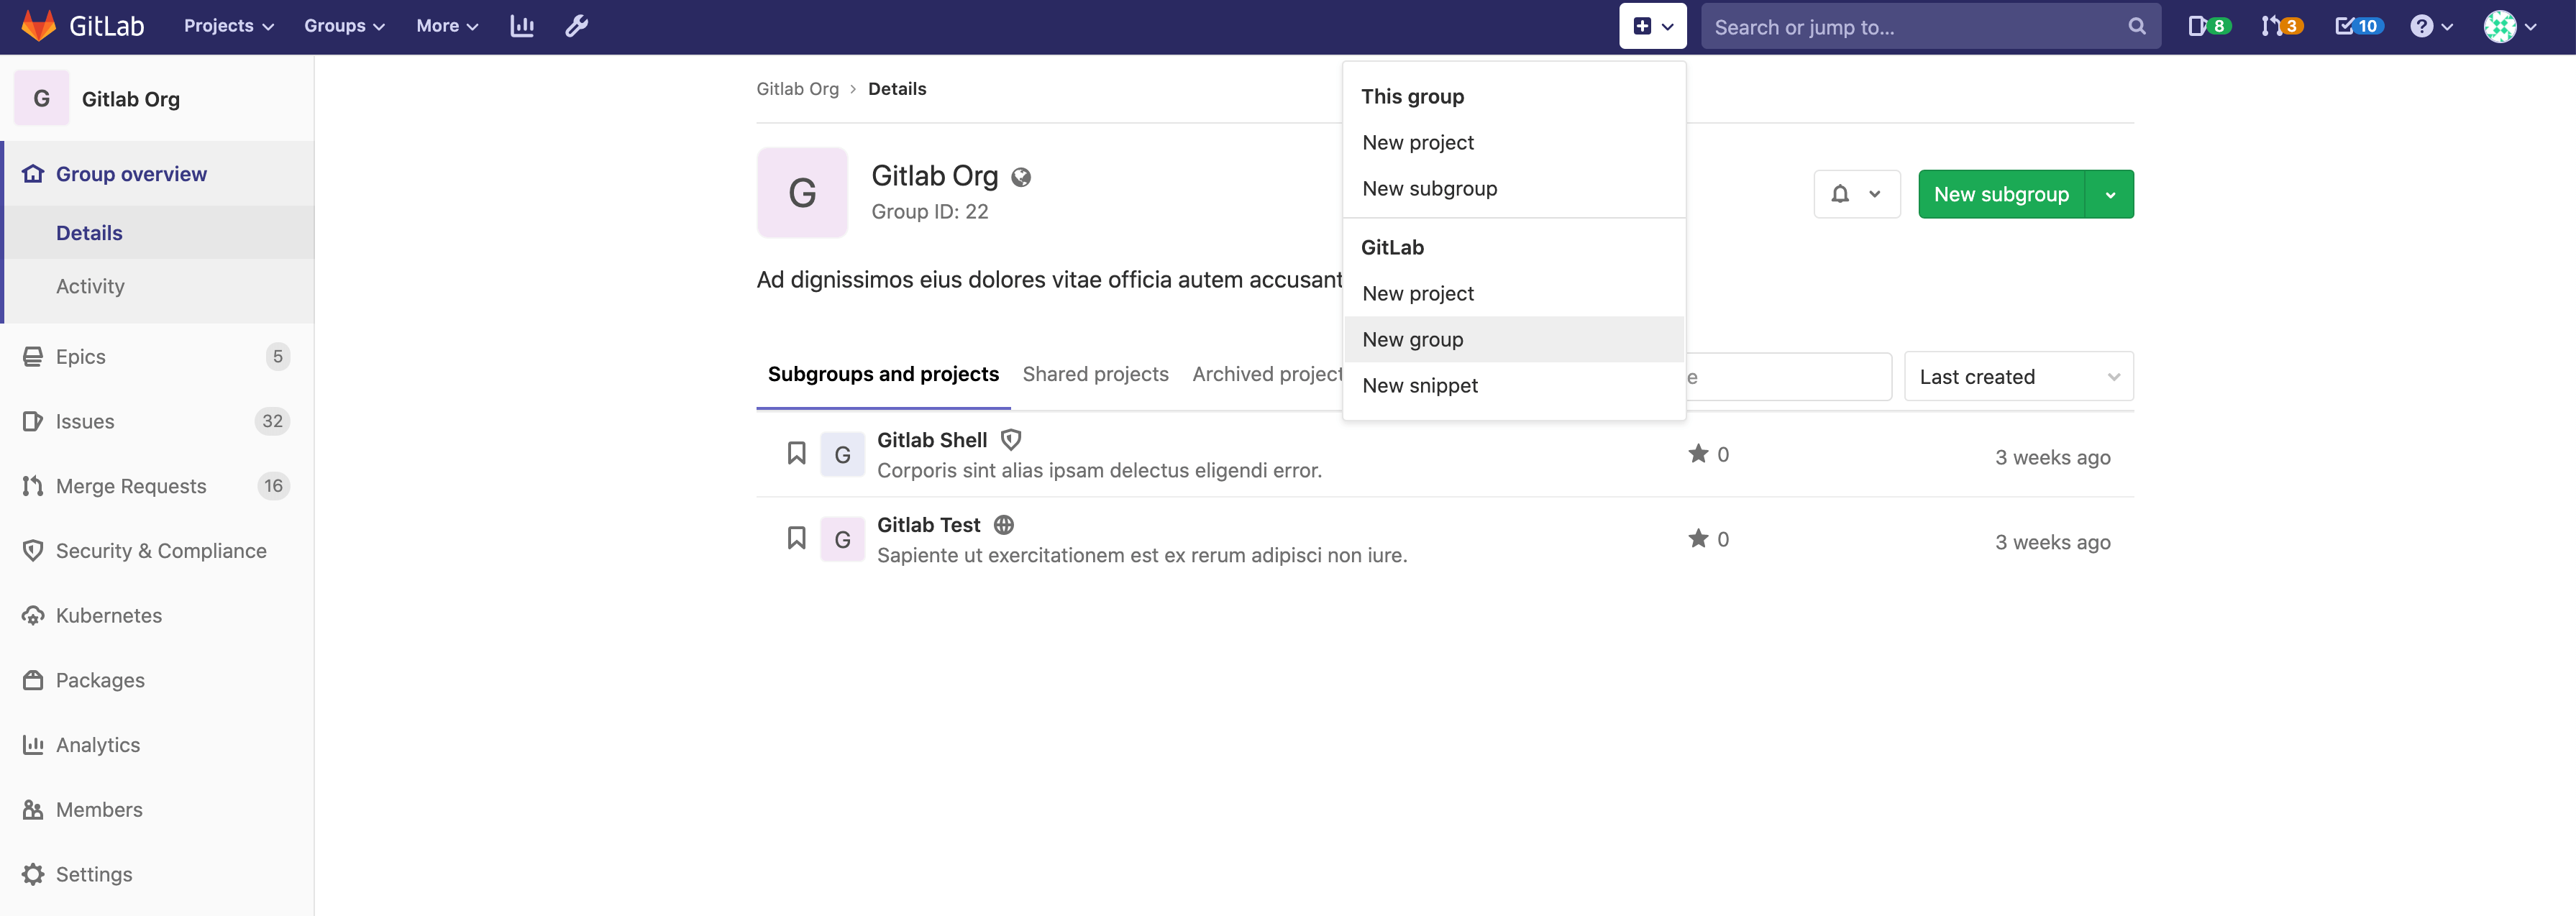 GitLab Projects Groups More Search or jump to... 8 3 10
G Gitlab Org
Group overview
Details
Activity
Epics 5
Issues 32
Merge Requests 16
Security & Compliance
Kubernetes
Packages
Analytics
Members
Settings
Gitlab Org > Details
G
Gitlab Org
Group ID: 22
New subgroup
Ad dignissimos eius dolores vitae officia autem
This group
New project
New subgroup
GitLab
New project
New group
New snippet
Subgroups and projects Shared projects Archived
Last created
G Gitlab Shell
Corporis sint alias ipsam delectus eligendi error.
0
3 weeks ago
G Gitlab Test
Sapiente ut exercitationem est ex rerum adipisci non iure.
0
3 weeks ago